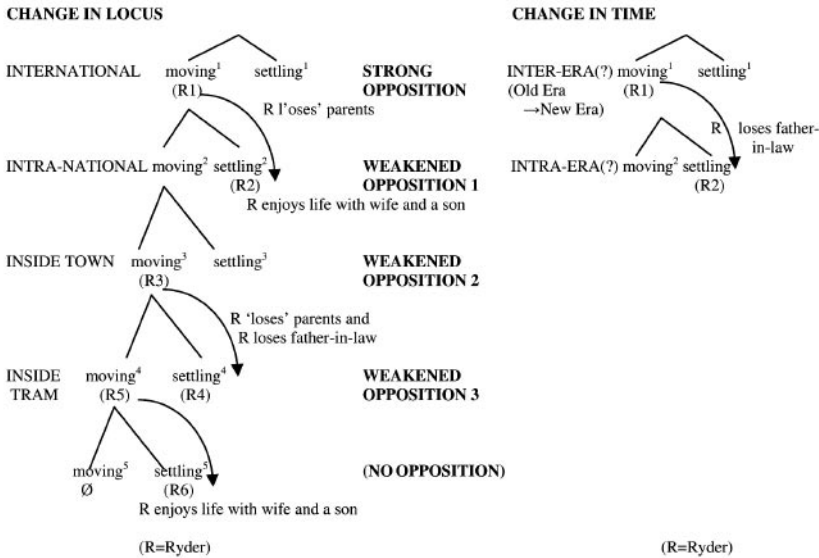 CHANGE IN LOCUS
CHANGE IN TIME
INTERNATIONAL moving¹ settling¹ STRONG
(R1) OPPOSITION
R l'oses' parents
INTER-ERA(?) moving¹ settling¹
(Old Era (R1)
→New Era)
R loses father-
in-law
INTRA-NATIONAL moving² settling² WEAKENED
(R2) OPPOSITION 1
R enjoys life with wife and a son
INTRA-ERA(?) moving² settling²
(R2)
INSIDE TOWN moving³ settling³ WEAKENED
(R3) OPPOSITION 2
R 'loses' parents and
R loses father-in-law
INSIDE moving⁴ settling⁴ WEAKENED
TRAM (R5) (R4) OPPOSITION 3
moving⁵ settling⁵ (NO OPPOSITION)
Ø (R6)
R enjoys life with wife and a son
(R=Ryder)
(R=Ryder)